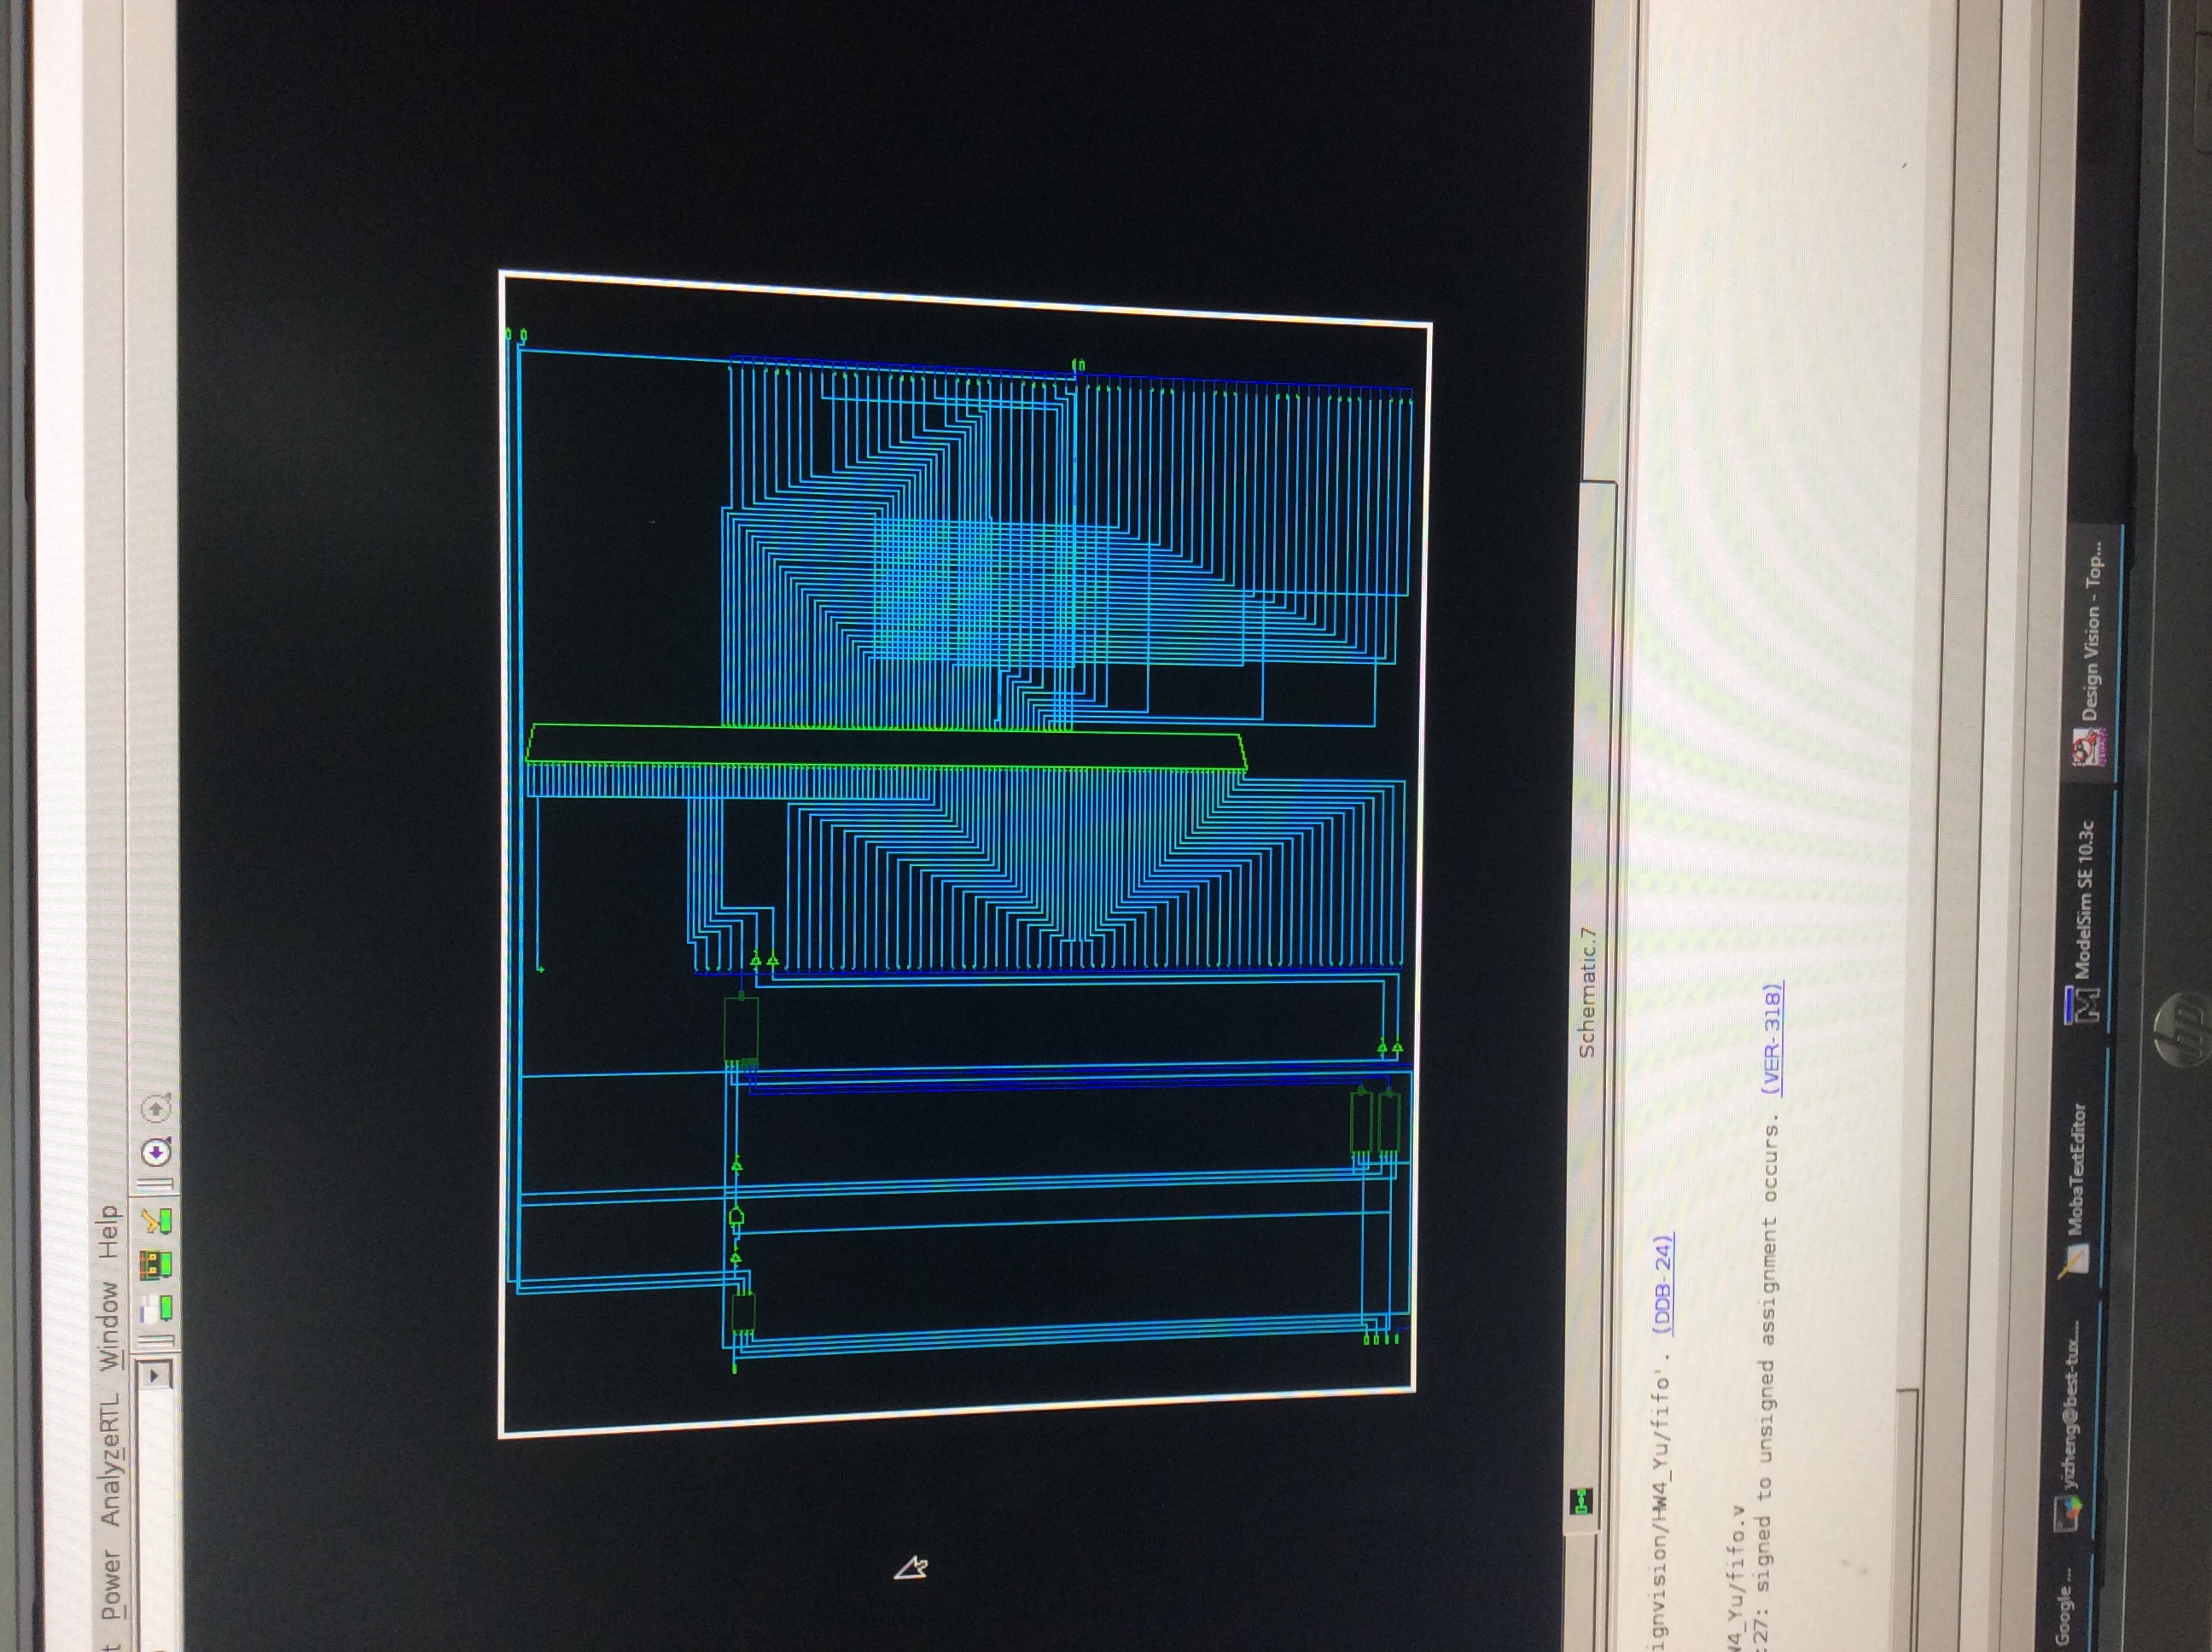 t Power AnalyzeRTL Window Help
Schematic.7
ignvision/HW4_Yu/fifo'. (DDB-24)
W4_Yu/fifo.v
:27: signed to unsigned assignment occurs. (VER-318)
Google ... yizheng@best-tux.... MobaTextEditor ModelSim SE 10.3c Design Vision - Top...
hp